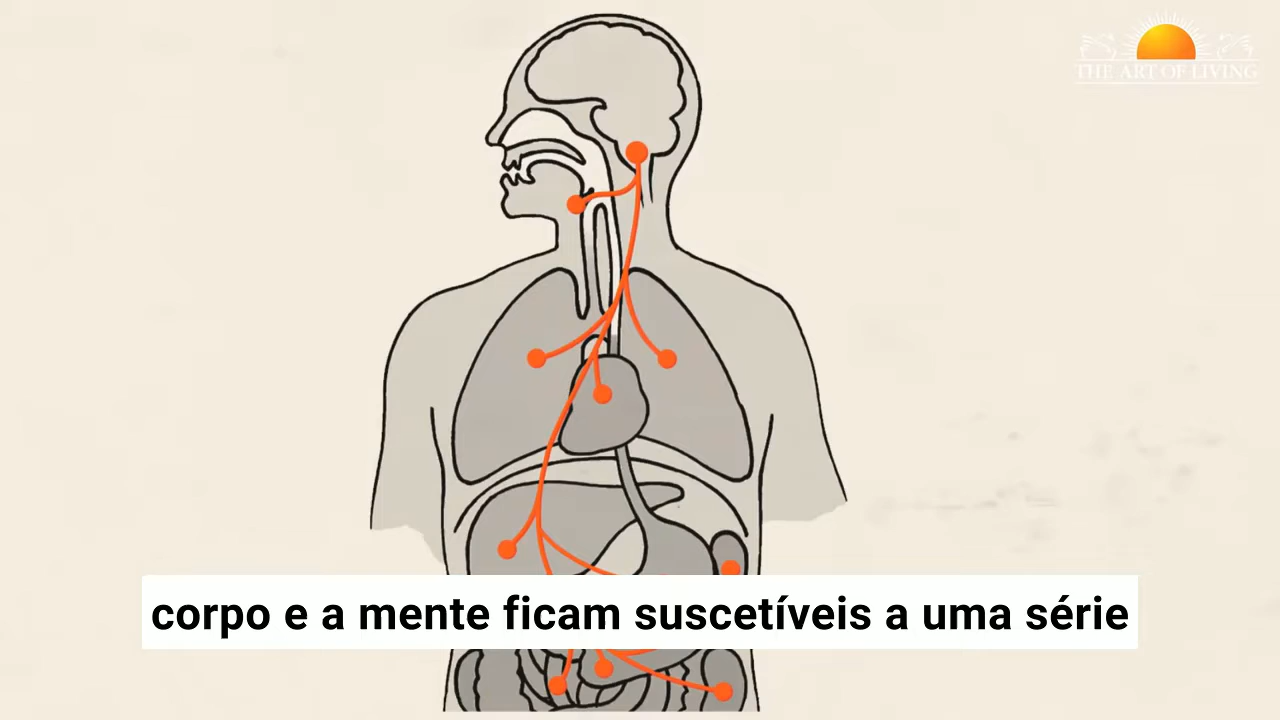 THE ART OF LIVING
corpo e a mente ficam suscetíveis a uma série